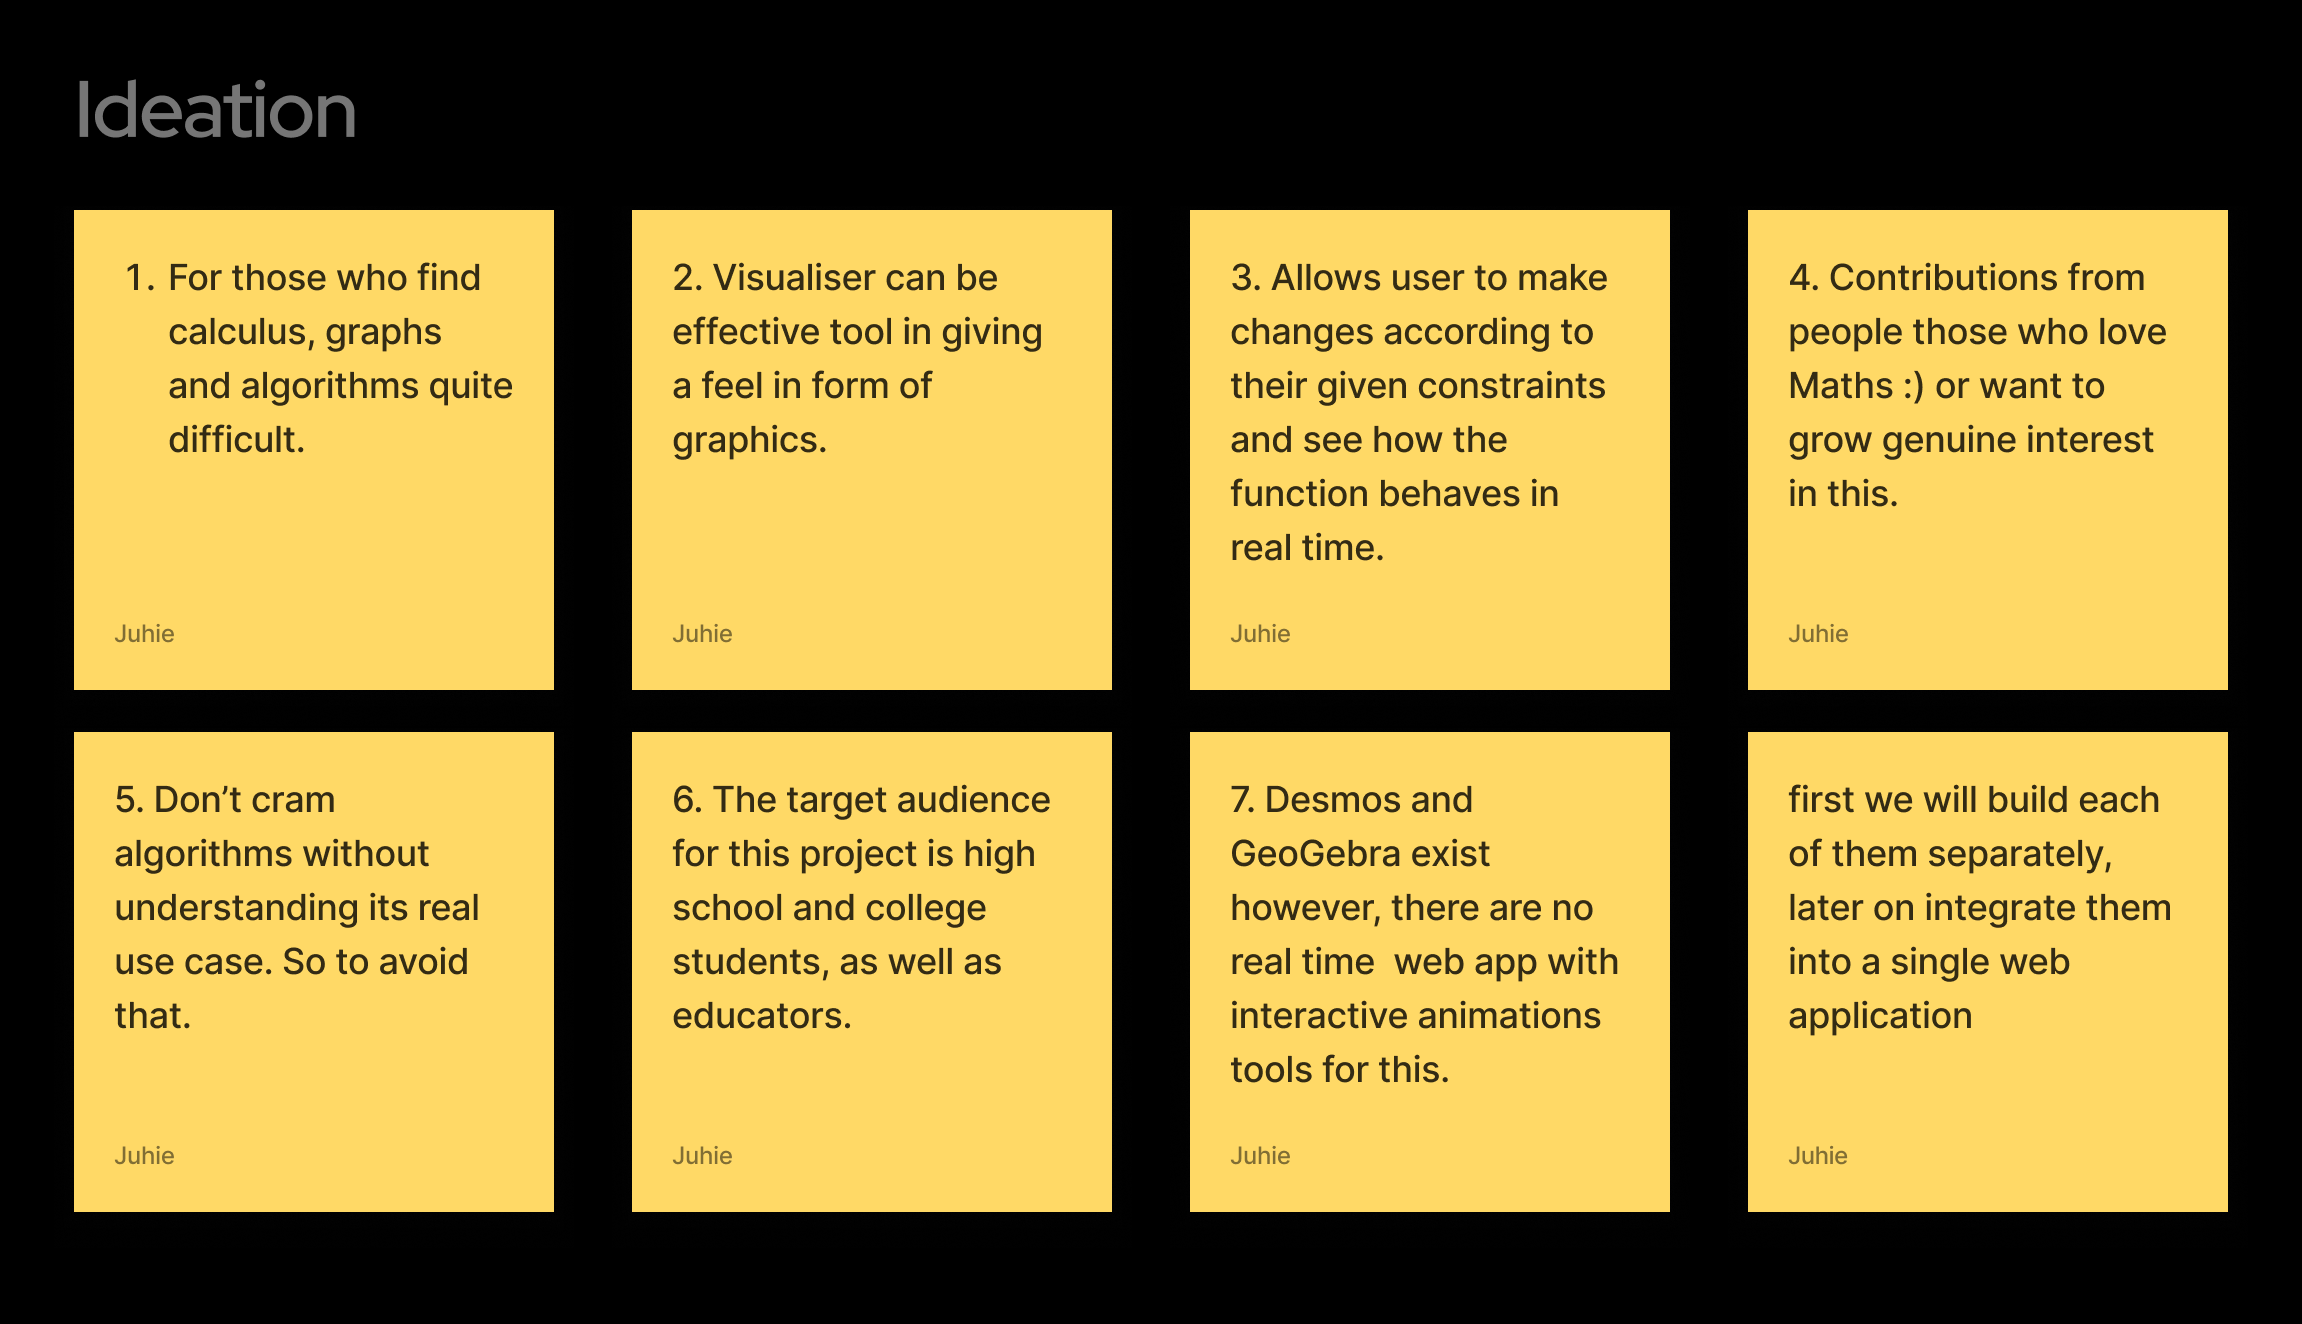 Ideation
1. For those who find
calculus, graphs
and algorithms quite
difficult.
Juhie
2. Visualiser can be
effective tool in giving
a feel in form of
graphics.
Juhie
3. Allows user to make
changes according to
their given constraints
and see how the
function behaves in
real time.
Juhie
4. Contributions from
people those who love
Maths :) or want to
grow genuine interest
in this.
Juhie
5. Don’t cram
algorithms without
understanding its real
use case. So to avoid
that.
Juhie
6. The target audience
for this project is high
school and college
students, as well as
educators.
Juhie
7. Desmos and
GeoGebra exist
however, there are no
real time  web app with
interactive animations
tools for this.
Juhie
first we will build each
of them separately,
later on integrate them
into a single web
application
Juhie